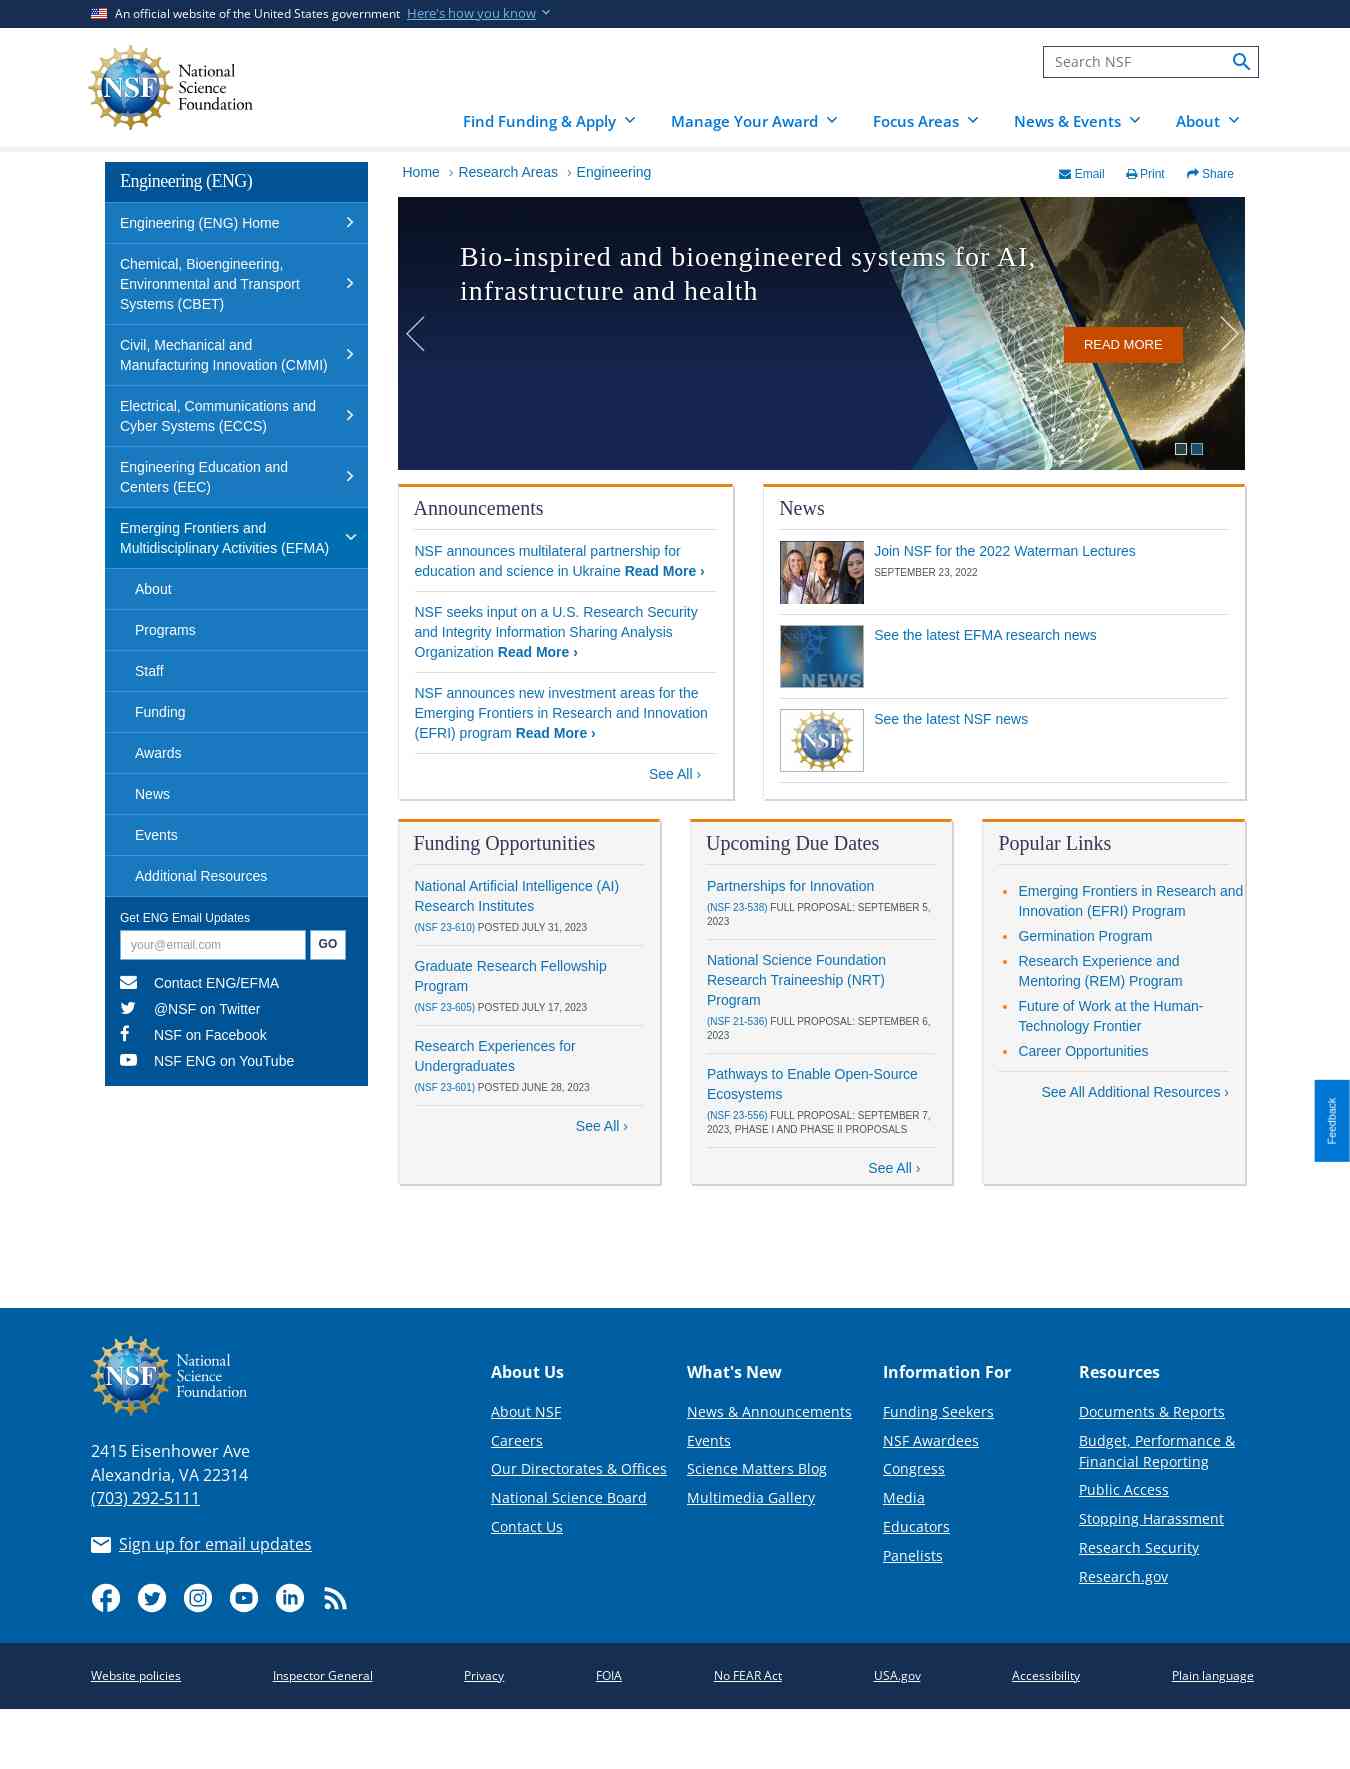 An official website of the United States government Here's how you know
NSF
National
Science
Foundation
Search NSF
Find Funding & Apply
Manage Your Award
Focus Areas
News & Events
About
Engineering (ENG)
Engineering (ENG) Home
Chemical, Bioengineering,
Environmental and Transport
Systems (CBET)
Civil, Mechanical and
Manufacturing Innovation (CMMI)
Electrical, Communications and
Cyber Systems (ECCS)
Engineering Education and
Centers (EEC)
Emerging Frontiers and
Multidisciplinary Activities (EFMA)
About
Programs
Staff
Funding
Awards
News
Events
Additional Resources
Get ENG Email Updates
your@email.com
GO
Contact ENG/EFMA
@NSF on Twitter
NSF on Facebook
NSF ENG on YouTube
Home › Research Areas › Engineering
Email
Print
Share
Bio-inspired and bioengineered systems for AI,
infrastructure and health
READ MORE
Announcements
NSF announces multilateral partnership for
education and science in Ukraine Read More ›
NSF seeks input on a U.S. Research Security
and Integrity Information Sharing Analysis
Organization Read More ›
NSF announces new investment areas for the
Emerging Frontiers in Research and Innovation
(EFRI) program Read More ›
See All ›
News
Join NSF for the 2022 Waterman Lectures
SEPTEMBER 23, 2022
NSF
NEWS
See the latest EFMA research news
NSF
See the latest NSF news
Funding Opportunities
National Artificial Intelligence (AI)
Research Institutes
(NSF 23-610) POSTED JULY 31, 2023
Graduate Research Fellowship
Program
(NSF 23-605) POSTED JULY 17, 2023
Research Experiences for
Undergraduates
(NSF 23-601) POSTED JUNE 28, 2023
See All ›
Upcoming Due Dates
Partnerships for Innovation
(NSF 23-538) FULL PROPOSAL: SEPTEMBER 5,
2023
National Science Foundation
Research Traineeship (NRT)
Program
(NSF 21-536) FULL PROPOSAL: SEPTEMBER 6,
2023
Pathways to Enable Open-Source
Ecosystems
(NSF 23-556) FULL PROPOSAL: SEPTEMBER 7,
2023, PHASE I AND PHASE II PROPOSALS
See All ›
Popular Links
Emerging Frontiers in Research and
Innovation (EFRI) Program
Germination Program
Research Experience and
Mentoring (REM) Program
Future of Work at the Human-
Technology Frontier
Career Opportunities
See All Additional Resources ›
Feedback
NSF
National
Science
Foundation
2415 Eisenhower Ave
Alexandria, VA 22314
(703) 292-5111
Sign up for email updates
About Us
About NSF
Careers
Our Directorates & Offices
National Science Board
Contact Us
What's New
News & Announcements
Events
Science Matters Blog
Multimedia Gallery
Information For
Funding Seekers
NSF Awardees
Congress
Media
Educators
Panelists
Resources
Documents & Reports
Budget, Performance &
Financial Reporting
Public Access
Stopping Harassment
Research Security
Research.gov
Website policies
Inspector General
Privacy
FOIA
No FEAR Act
USA.gov
Accessibility
Plain language